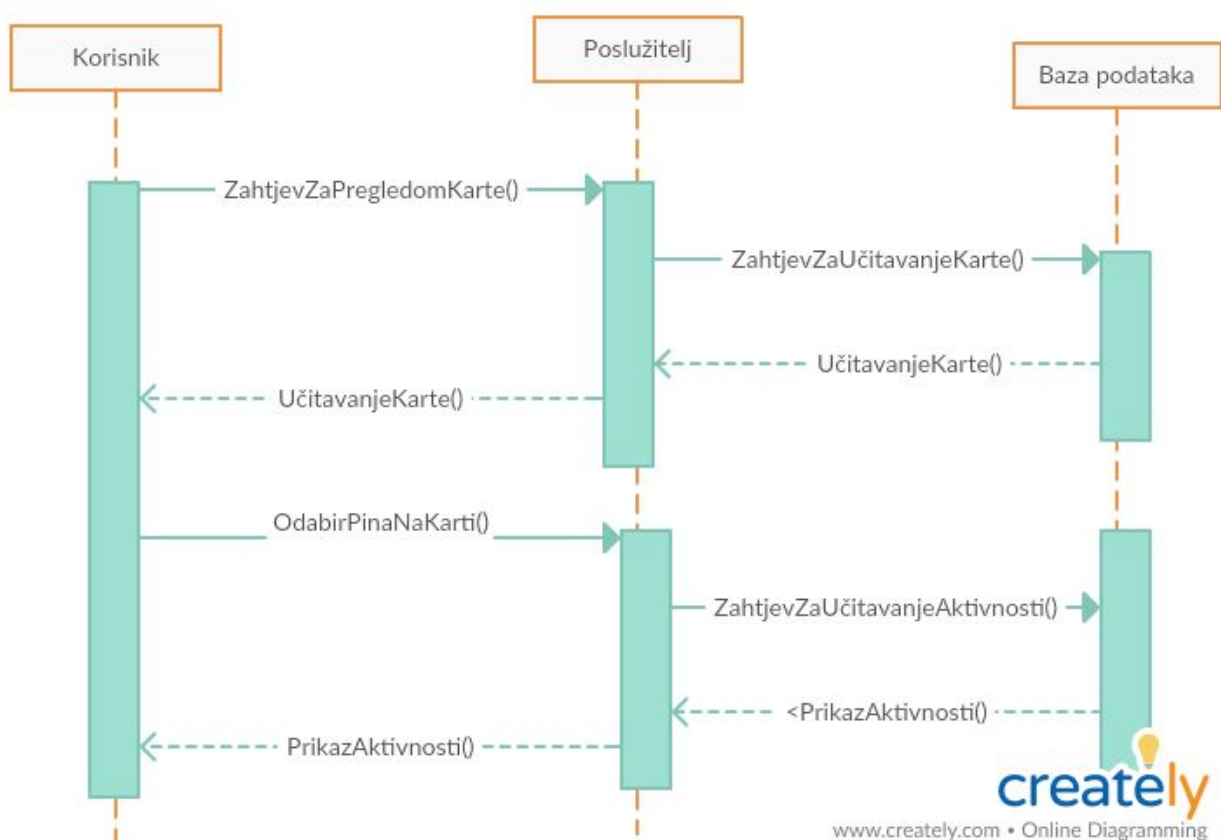 Korisnik
Poslužitelj
Baza podataka
ZahtjevZaPregledomKarte()
ZahtjevZaUčitavanjeKarte()
UčitavanjeKarte()
UčitavanjeKarte()
OdabirPinaNaKarti()
ZahtjevZaUčitavanjeAktivnosti()
<PrikazAktivnosti()
PrikazAktivnosti()
creately
www.creately.com • Online Diagramming